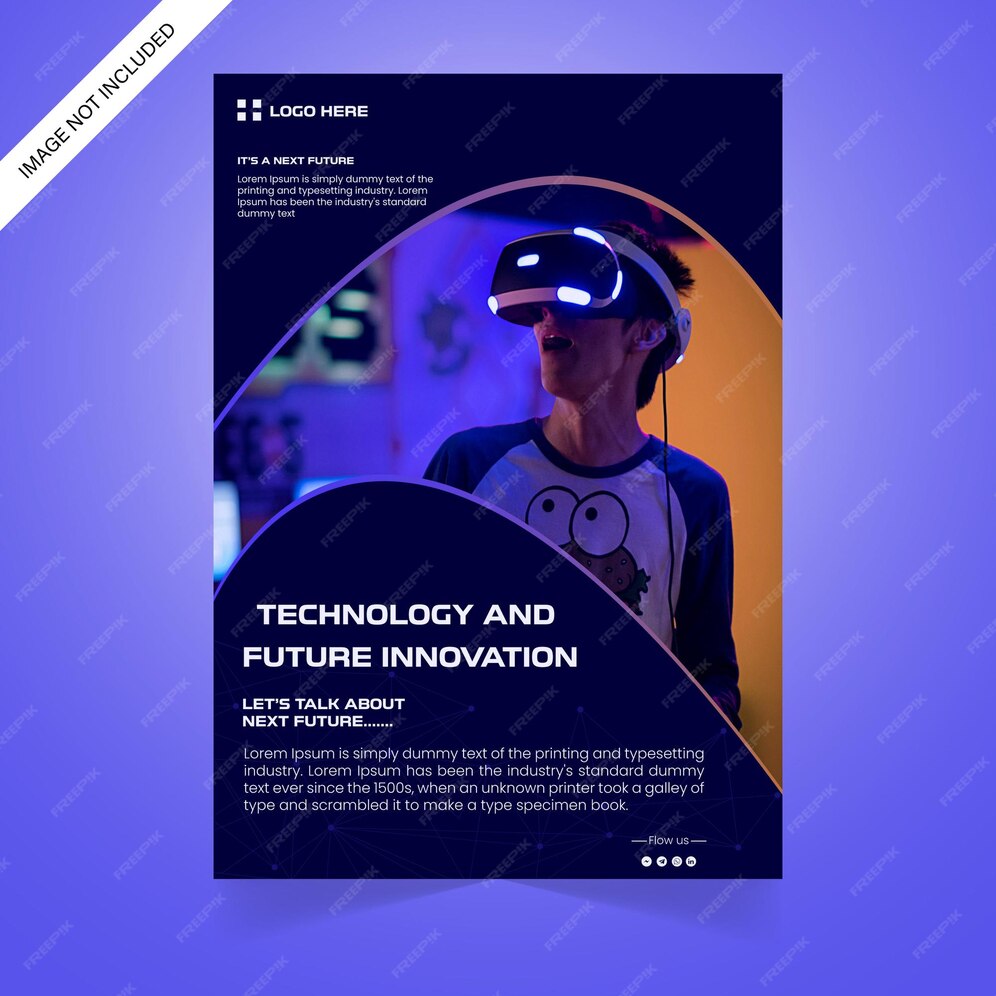 IMAGE NOT INCLUDED
LOGO HERE
IT'S A NEXT FUTURE
Lorem Ipsum is simply dummy text of the
printing and typesetting industry. Lorem
Ipsum has been the industry's standard
dummy text
TECHNOLOGY AND
FUTURE INNOVATION
LET'S TALK ABOUT
NEXT FUTURE.......
Lorem Ipsum is simply dummy text of the printing and typesetting
industry. Lorem Ipsum has been the industry's standard dummy
text ever since the 1500s, when an unknown printer took a galley of
type and scrambled it to make a type specimen book.
Flow us
FREEPIK